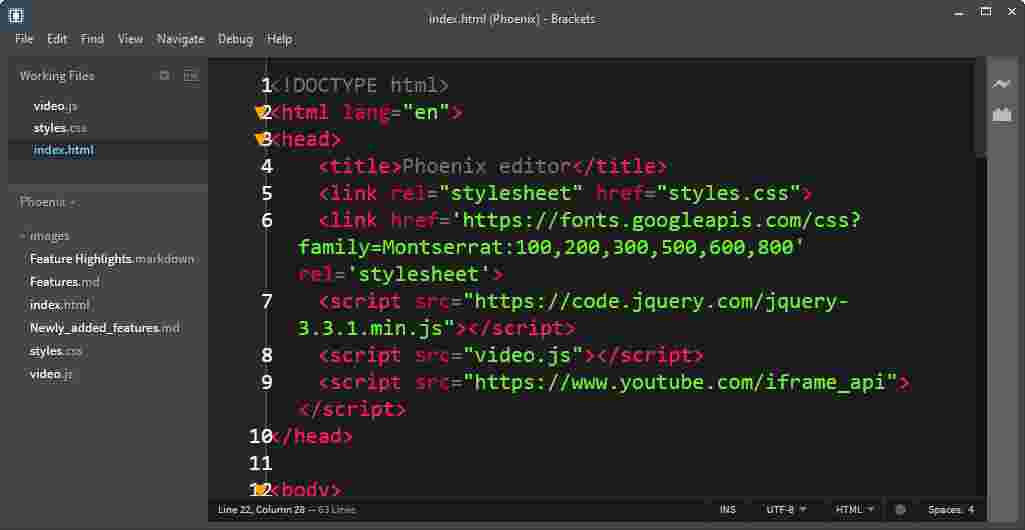 index.html (Phoenix) - Brackets
File Edit Find View Navigate Debug Help
Working Files
video.js
styles.css
index.html
Phoenix
images
Feature Highlights.markdown
Features.md
index.html
Newly_added_features.md
styles.css
video.js
1 <!DOCTYPE html>
2 <html lang="en">
3 <head>
4 <title>Phoenix editor</title>
5 <link rel="stylesheet" href="styles.css">
6 <link href='https://fonts.googleapis.com/css?
family=Montserrat:100,200,300,500,600,800'
rel='stylesheet'>
7 <script src="https://code.jquery.com/jquery-
3.3.1.min.js"></script>
8 <script src="video.js"></script>
9 <script src="https://www.youtube.com/iframe_api">
</script>
10 </head>
11
12 <body>
Line 22, Column 28 — 63 Lines INS UTF-8 HTML Spaces: 4